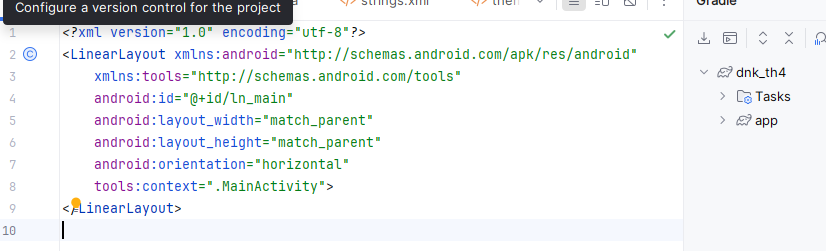 Configure a version control for the project
strings.xml
Gradle
1 <?xml version="1.0" encoding="utf-8"?>
2 <LinearLayout xmlns:android="http://schemas.android.com/apk/res/android"
3 xmlns:tools="http://schemas.android.com/tools"
4 android:id="@+id/ln_main"
5 android:layout_width="match_parent"
6 android:layout_height="match_parent"
7 android:orientation="horizontal"
8 tools:context=".MainActivity">
9 </LinearLayout>
10
dnk_th4
Tasks
app